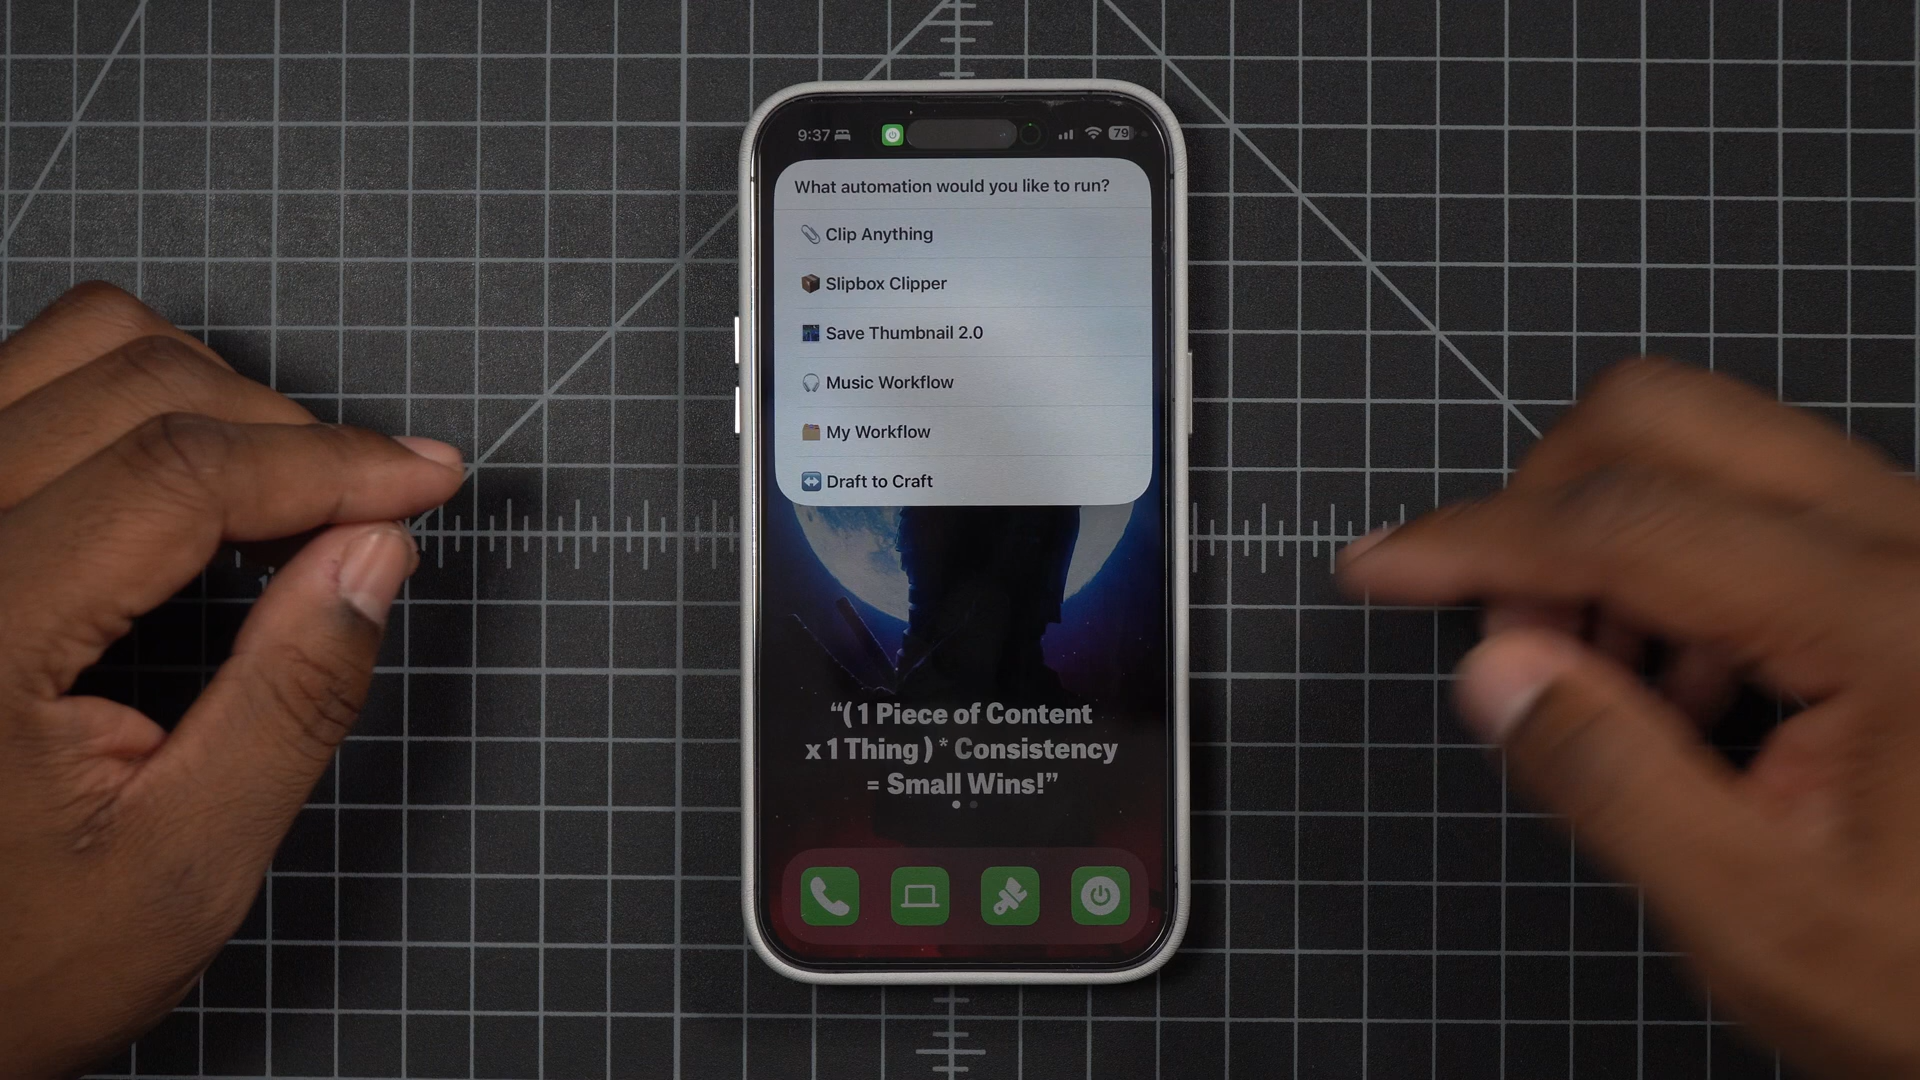 9:37
79
What automation would you like to run?
📎 Clip Anything
📦 Slipbox Clipper
🌃 Save Thumbnail 2.0
🎧 Music Workflow
🗂️ My Workflow
↔️ Draft to Craft
“( 1 Piece of Content
x 1 Thing ) * Consistency
= Small Wins!”